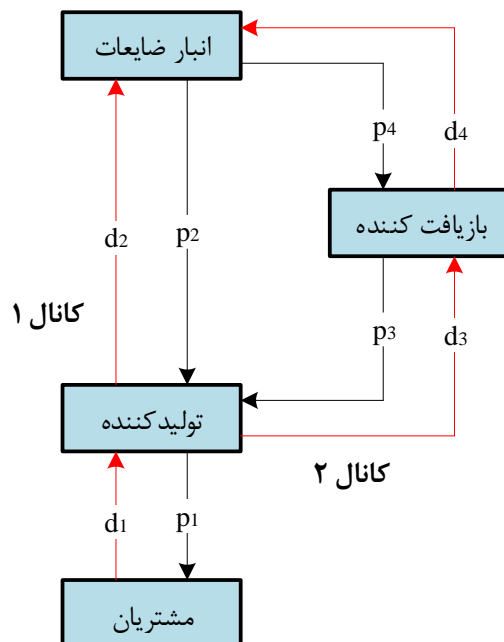 انبار ضایعات
p4
d4
d2
p2
بازیافت کننده
کانال ۱
p3
d3
تولیدکننده
کانال ۲
d1
p1
مشتریان